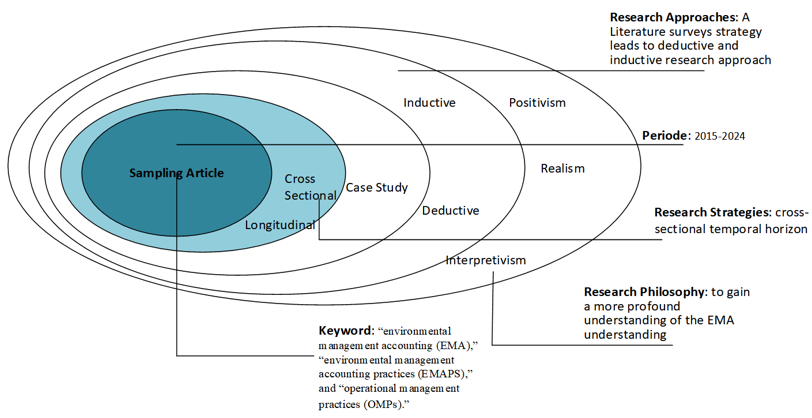 Research Approaches: A
Literature surveys strategy
leads to deductive and
inductive research approach
Inductive
Positivism
Periode: 2015-2024
Sampling Article
Cross
Sectional
Case Study
Realism
Deductive
Longitudinal
Research Strategies: cross-
sectional temporal horizon
Interpretivism
Research Philosophy: to gain
a more profound
understanding of the EMA
understanding
Keyword: “environmental
management accounting (EMA),”
“environmental management
accounting practices (EMAPS),”
and “operational management
practices (OMPs).”